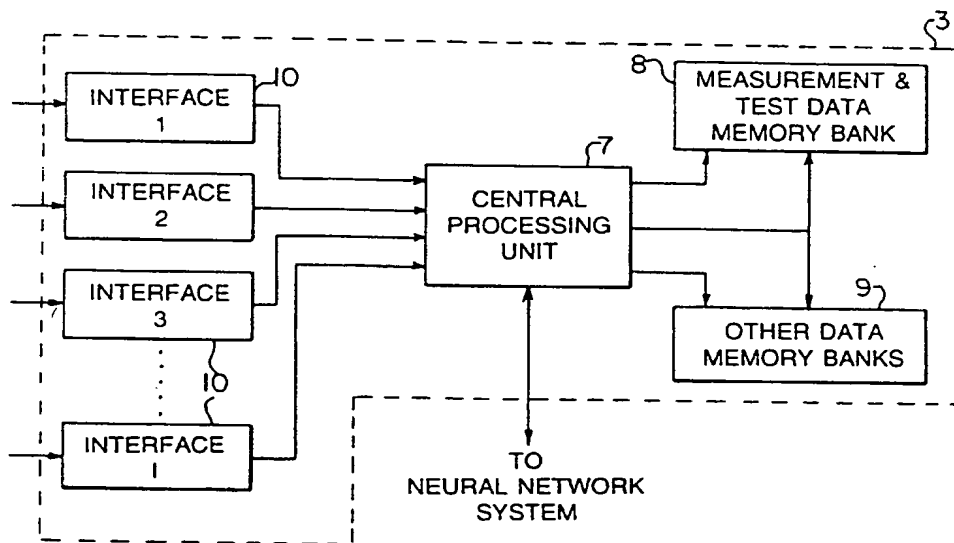 3
10
INTERFACE
1
8
MEASUREMENT &
TEST DATA
MEMORY BANK
7
INTERFACE
2
CENTRAL
PROCESSING
UNIT
INTERFACE
3
10
9
OTHER DATA
MEMORY BANKS
10
INTERFACE
I
TO
NEURAL NETWORK
SYSTEM